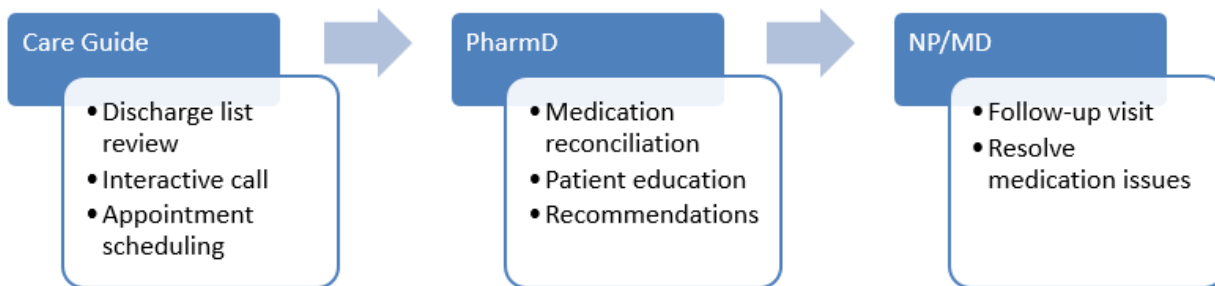 Care Guide
• Discharge list
review
• Interactive call
• Appointment
scheduling
PharmD
• Medication
reconciliation
• Patient education
• Recommendations
NP/MD
• Follow-up visit
• Resolve
medication issues